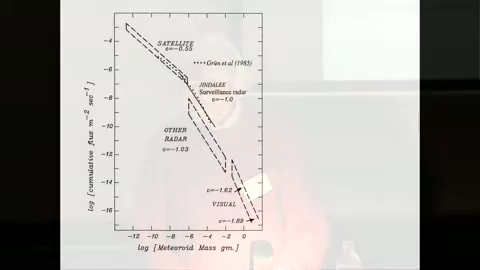 SATELLITE
c=-0.55
Grün et al (1985)
JINDALEE
Surveillance radar
c=-1.0
OTHER
RADAR
c=-1.03
c=-1.62
VISUAL
c=-1.89
log [cumulative flux m⁻² sec⁻¹]
-4
-6
-8
-10
-12
-14
-16
-12 -10 -8 -6 -4 -2 0
log [Meteoroid Mass gm.]